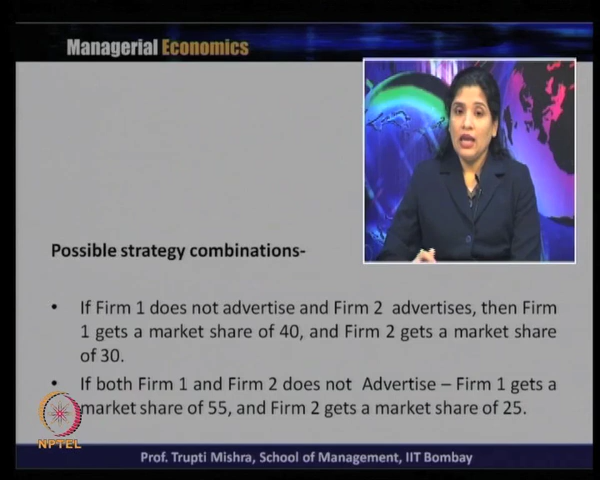 Managerial Economics
Possible strategy combinations-
• If Firm 1 does not advertise and Firm 2 advertises, then Firm
1 gets a market share of 40, and Firm 2 gets a market share
of 30.
• If both Firm 1 and Firm 2 does not Advertise – Firm 1 gets a
market share of 55, and Firm 2 gets a market share of 25.
NPTEL
Prof. Trupti Mishra, School of Management, IIT Bombay